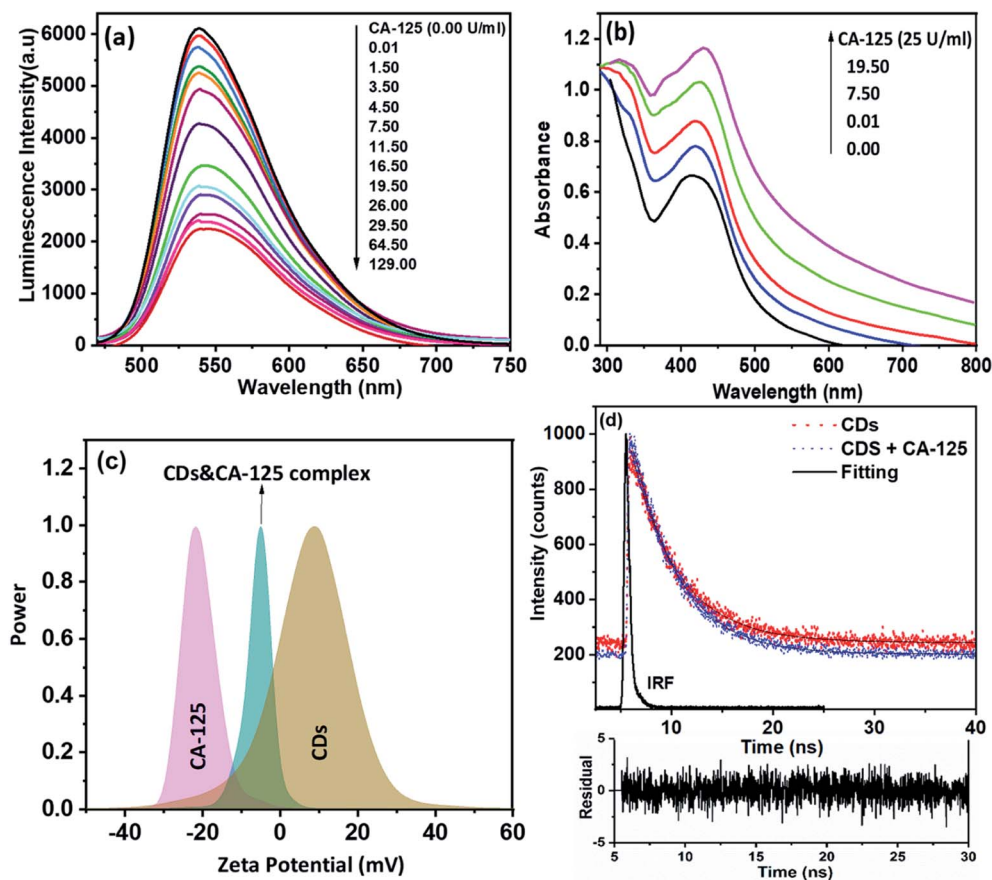 (a)
CA-125 (0.00 U/ml)
0.01
1.50
3.50
4.50
7.50
11.50
16.50
19.50
26.00
29.50
64.50
129.00
6000
5000
4000
3000
2000
1000
0
Luminescence Intensity(a.u)
500 550 600 650 700 750
Wavelength (nm)
(b)
CA-125 (25 U/ml)
19.50
7.50
0.01
0.00
1.2
1.0
0.8
0.6
0.4
0.2
0.0
Absorbance
300 400 500 600 700 800
Wavelength (nm)
(c)
CDs&CA-125 complex
1.2
1.0
0.8
0.6
0.4
0.2
0.0
Power
CA-125
CDs
-40 -20 0 20 40 60
Zeta Potential (mV)
(d)
CDs
CDS + CA-125
Fitting
1000
800
600
400
200
Intensity (counts)
IRF
10 20 30 40
Time (ns)
5
0
-5
Residual
5 10 15 20 25 30
Time (ns)